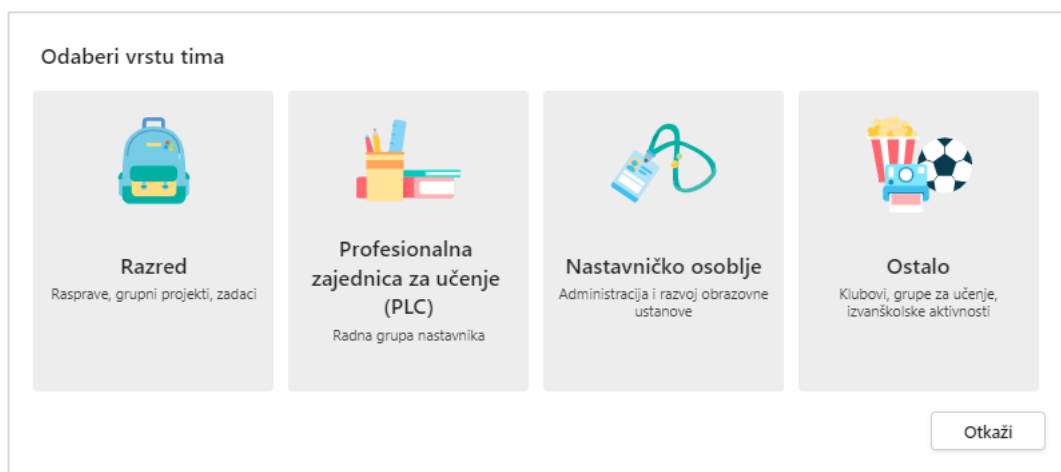 Odaberi vrstu tima
Razred
Rasprave, grupni projekti, zadaci
Profesionalna
zajednica za učenje
(PLC)
Radna grupa nastavnika
Nastavničko osoblje
Administracija i razvoj obrazovne
ustanove
Ostalo
Klubovi, grupe za učenje,
izvanškolske aktivnosti
Otkaži